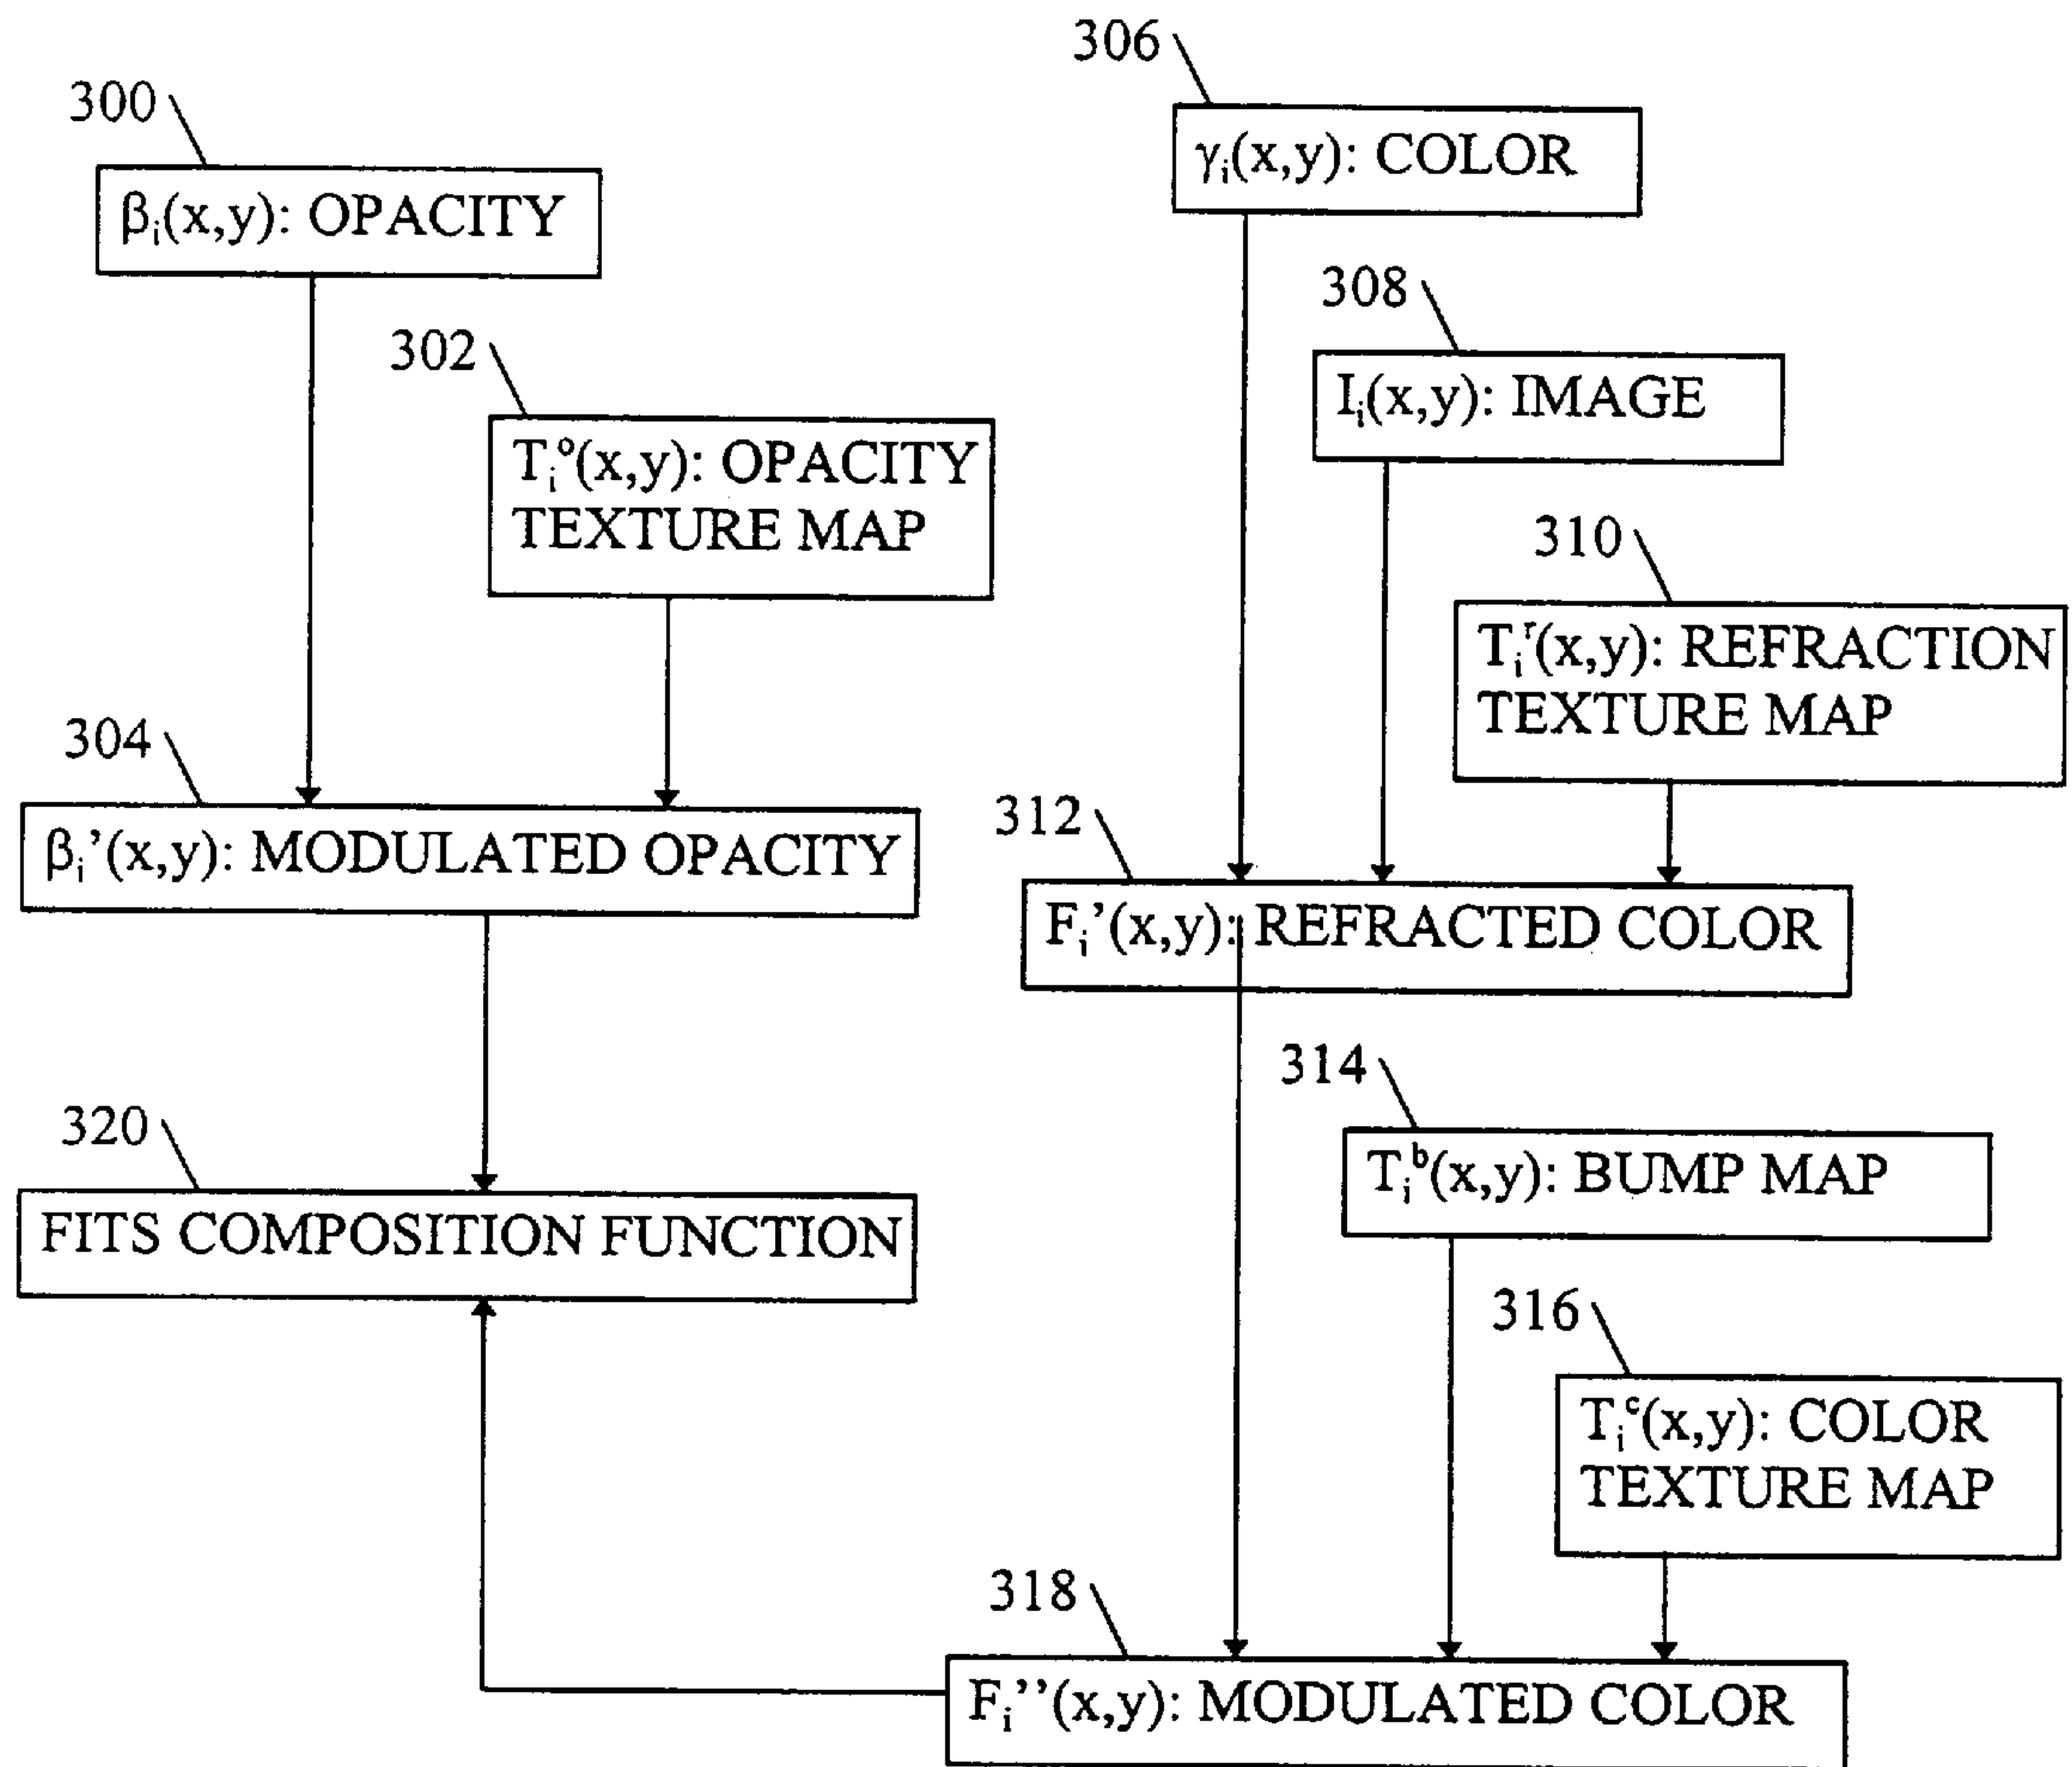 300
βᵢ(x,y): OPACITY
302
Tᵢᵒ(x,y): OPACITY
TEXTURE MAP
304
βᵢ’(x,y): MODULATED OPACITY
320
FITS COMPOSITION FUNCTION
306
γᵢ(x,y): COLOR
308
Iᵢ(x,y): IMAGE
310
Tᵢʳ(x,y): REFRACTION
TEXTURE MAP
312
Fᵢ’(x,y): REFRACTED COLOR
314
Tᵢᵇ(x,y): BUMP MAP
316
Tᵢᶜ(x,y): COLOR
TEXTURE MAP
318
Fᵢ’’(x,y): MODULATED COLOR